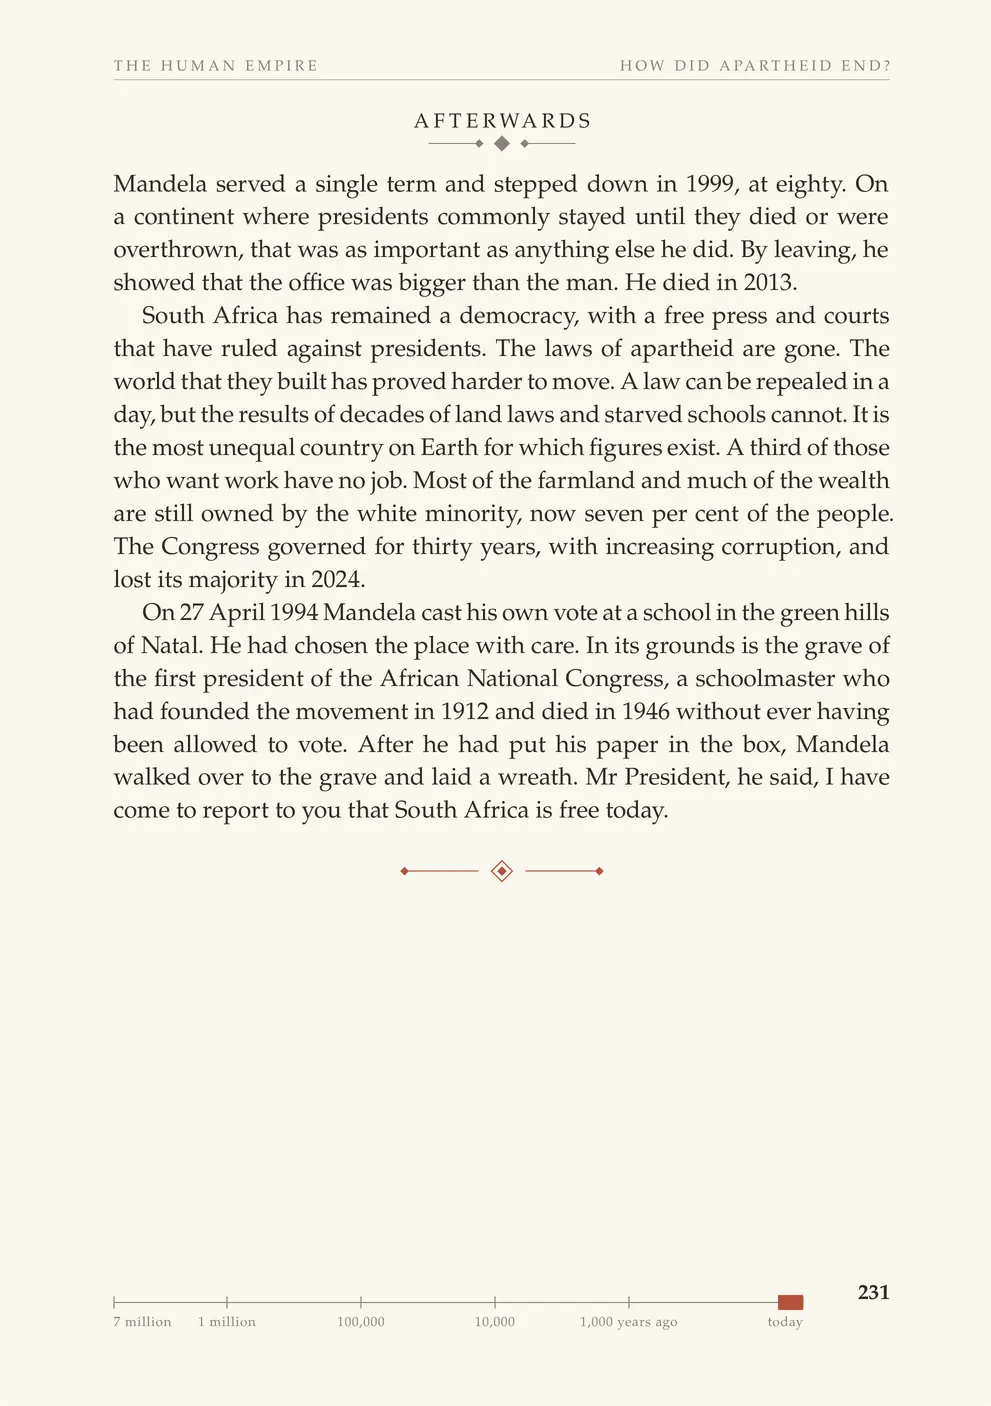 THE HUMAN EMPIRE
HOW DID APARTHEID END?
AFTERWARDS
Mandela served a single term and stepped down in 1999, at eighty. On
a continent where presidents commonly stayed until they died or were
overthrown, that was as important as anything else he did. By leaving, he
showed that the office was bigger than the man. He died in 2013.
South Africa has remained a democracy, with a free press and courts
that have ruled against presidents. The laws of apartheid are gone. The
world that they built has proved harder to move. A law can be repealed in a
day, but the results of decades of land laws and starved schools cannot. It is
the most unequal country on Earth for which figures exist. A third of those
who want work have no job. Most of the farmland and much of the wealth
are still owned by the white minority, now seven per cent of the people.
The Congress governed for thirty years, with increasing corruption, and
lost its majority in 2024.
On 27 April 1994 Mandela cast his own vote at a school in the green hills
of Natal. He had chosen the place with care. In its grounds is the grave of
the first president of the African National Congress, a schoolmaster who
had founded the movement in 1912 and died in 1946 without ever having
been allowed to vote. After he had put his paper in the box, Mandela
walked over to the grave and laid a wreath. Mr President, he said, I have
come to report to you that South Africa is free today.
231
7 million 1 million 100,000 10,000 1,000 years ago today